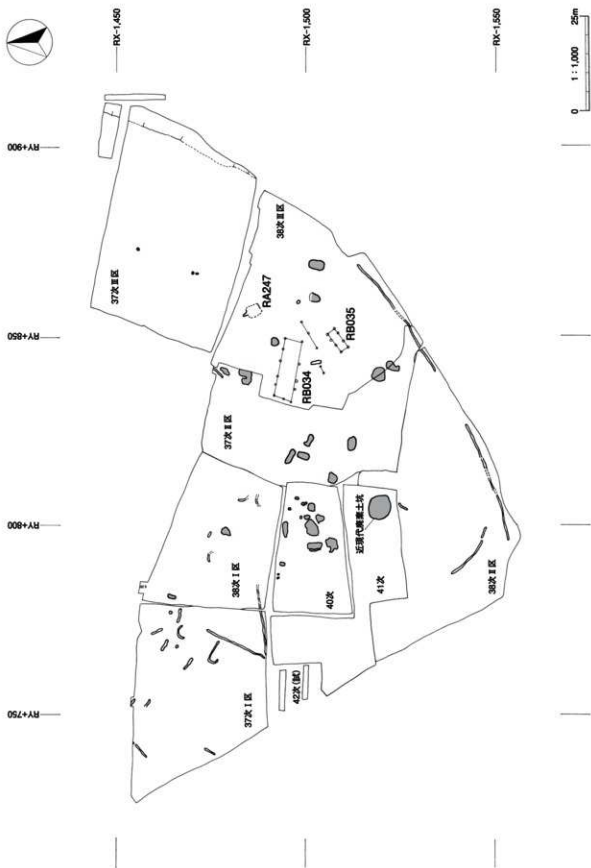 RX-1,450
RX-1,500
RX-1,550
0 1:1,000 25m
RY+900
RY+850
RY+800
RY+750
37次Ⅲ区
38次Ⅲ区
RA247
RB035
RB034
37次Ⅱ区
38次Ⅰ区
40次
近現代廃棄土坑
41次
38次Ⅱ区
37次Ⅰ区
42次(試)